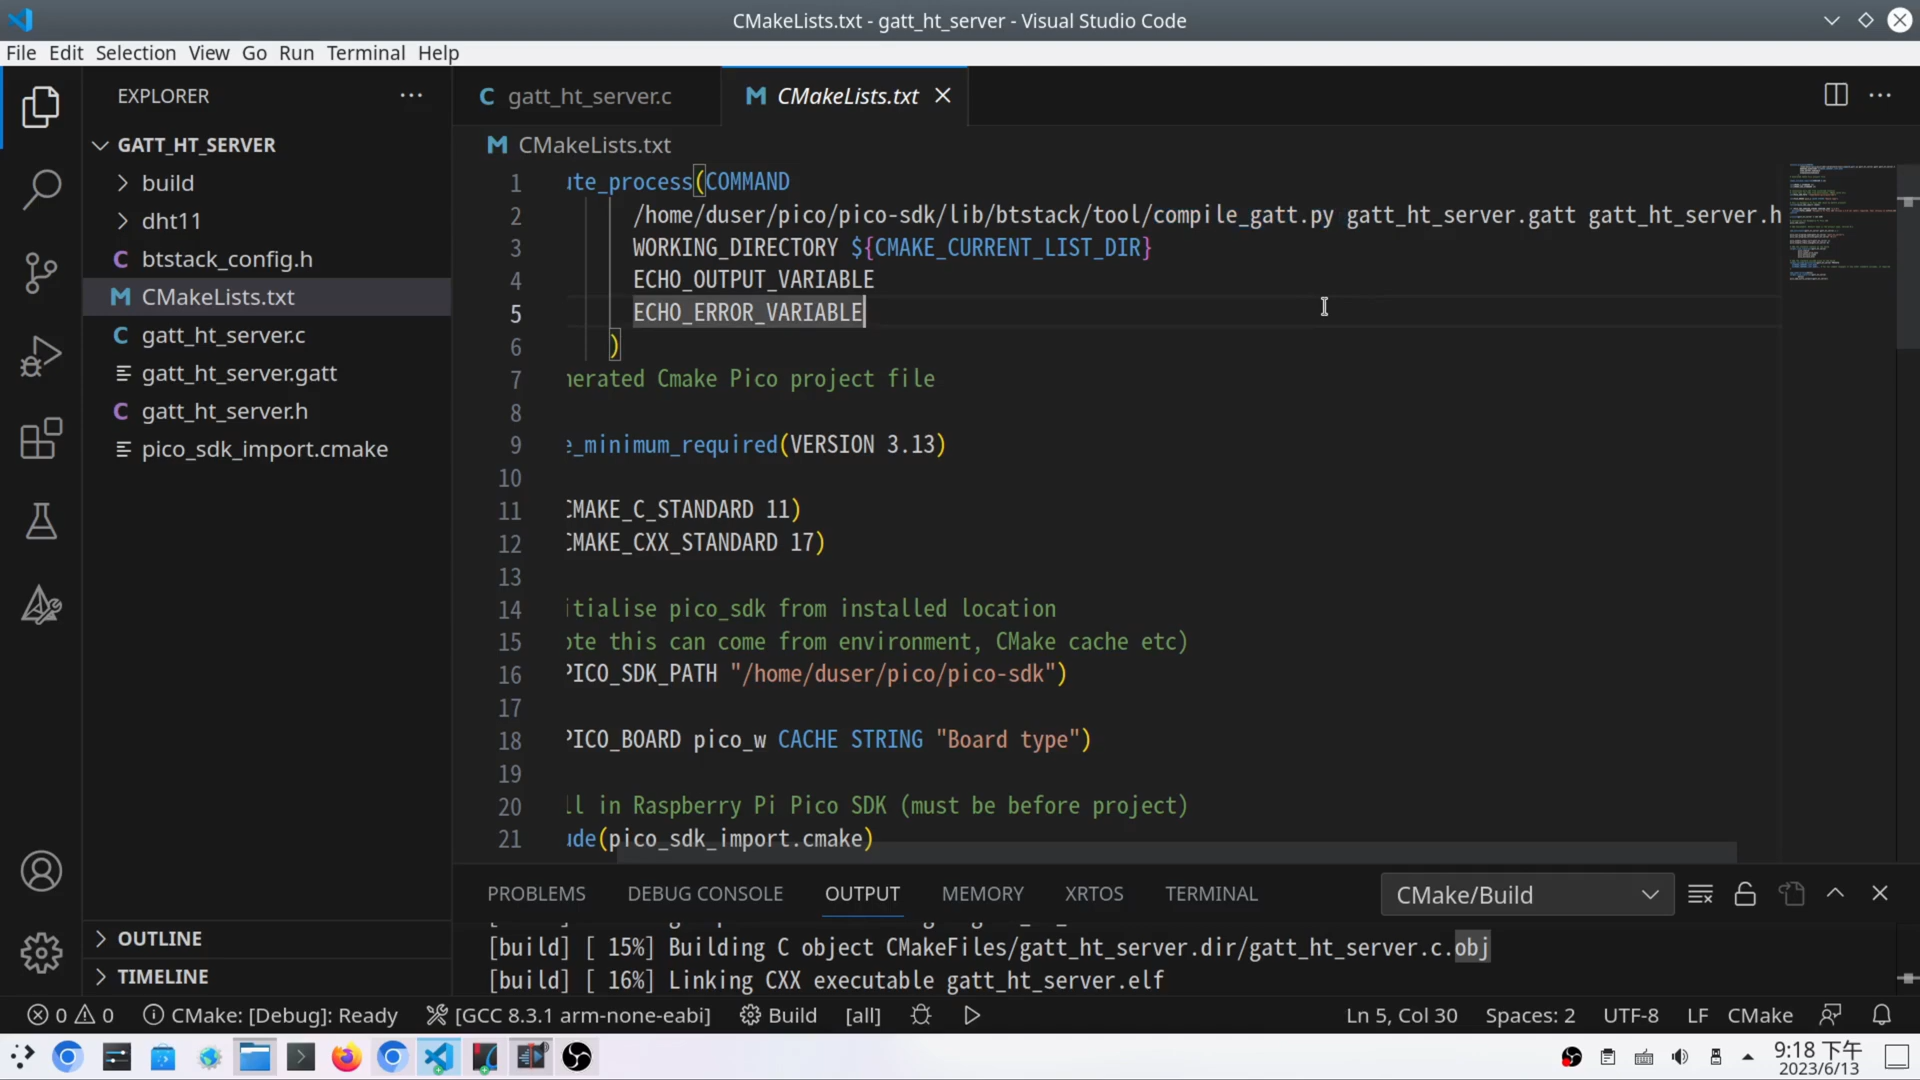 CMakeLists.txt - gatt_ht_server - Visual Studio Code
File Edit Selection View Go Run Terminal Help
EXPLORER
GATT_HT_SERVER
build
dht11
btstack_config.h
CMakeLists.txt
gatt_ht_server.c
gatt_ht_server.gatt
gatt_ht_server.h
pico_sdk_import.cmake
OUTLINE
TIMELINE
gatt_ht_server.c
CMakeLists.txt
CMakeLists.txt
1 ute_process(COMMAND
2 /home/duser/pico/pico-sdk/lib/btstack/tool/compile_gatt.py gatt_ht_server.gatt gatt_ht_server.h
3 WORKING_DIRECTORY ${CMAKE_CURRENT_LIST_DIR}
4 ECHO_OUTPUT_VARIABLE
5 ECHO_ERROR_VARIABLE
6 )
7 nerated Cmake Pico project file
8
9 e_minimum_required(VERSION 3.13)
10
11 CMAKE_C_STANDARD 11)
12 CMAKE_CXX_STANDARD 17)
13
14 itialise pico_sdk from installed location
15 ote this can come from environment, CMake cache etc)
16 PICO_SDK_PATH "/home/duser/pico/pico-sdk")
17
18 PICO_BOARD pico_w CACHE STRING "Board type")
19
20 ll in Raspberry Pi Pico SDK (must be before project)
21 ude(pico_sdk_import.cmake)
PROBLEMS DEBUG CONSOLE OUTPUT MEMORY XRTOS TERMINAL CMake/Build
[build] [ 15%] Building C object CMakeFiles/gatt_ht_server.dir/gatt_ht_server.c.obj
[build] [ 16%] Linking CXX executable gatt_ht_server.elf
0 0 CMake: [Debug]: Ready [GCC 8.3.1 arm-none-eabi] Build [all] Ln 5, Col 30 Spaces: 2 UTF-8 LF CMake
9:18 下午
2023/6/13